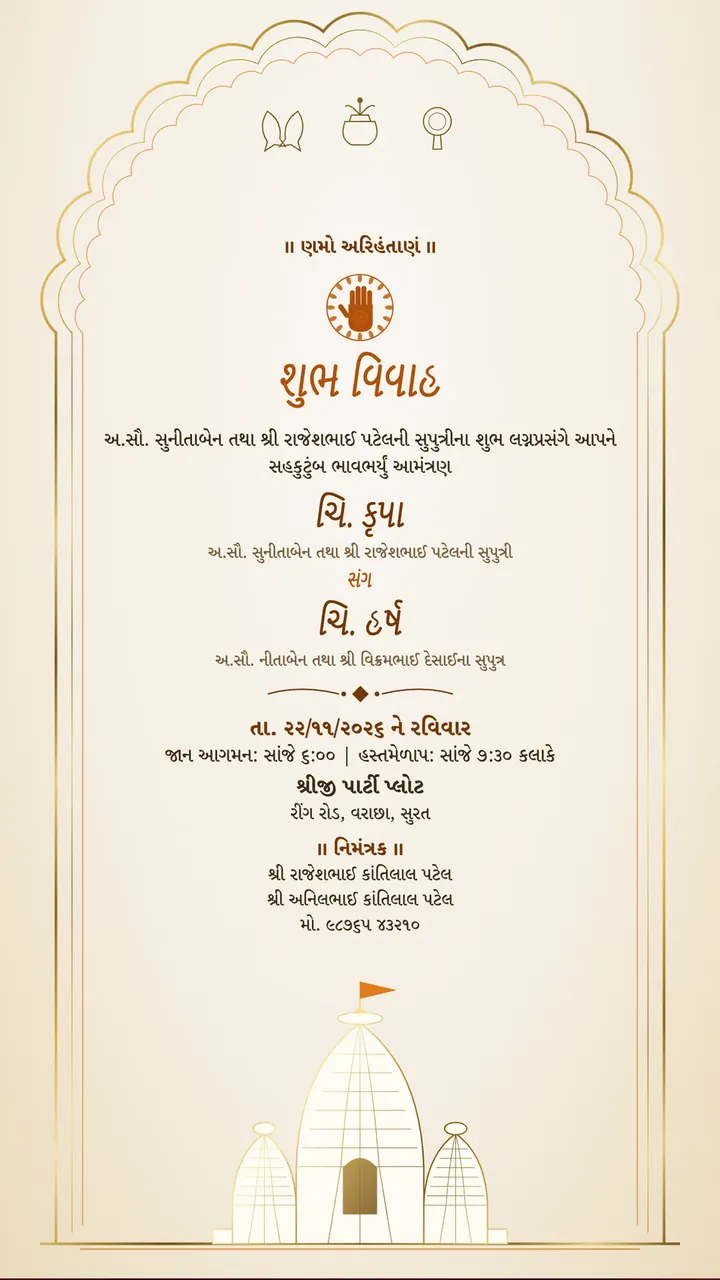 ॥ ણમો અરિહંતાણં ॥
શુભ વિવાહ
અ.સૌ. સુનીતાબેન તથા શ્રી રાજેશભાઈ પટેલની સુપુત્રીના શુભ લગ્નપ્રસંગે આપને
સહકુટુંબ ભાવભર્યું આમંત્રણ
ચિ. કૃપા
અ.સૌ. સુનીતાબેન તથા શ્રી રાજેશભાઈ પટેલની સુપુત્રી
સંગ
ચિ. હર્ષ
અ.સૌ. નીતાબેન તથા શ્રી વિક્રમભાઈ દેસાઈના સુપુત્ર
તા. ૨૨/૧૧/૨૦૨૬ ને રવિવાર
જાન આગમન: સાંજે ૬:૦૦ | હસ્તમેળાપ: સાંજે ૭:૩૦ કલાકે
શ્રીજી પાર્ટી પ્લોટ
રીંગ રોડ, વરાછા, સુરત
॥ નિમંત્રક ॥
શ્રી રાજેશભાઈ કાંતિલાલ પટેલ
શ્રી અનિલભાઈ કાંતિલાલ પટેલ
મો. ૯૮૭૬૫ ૪૩૨૧૦